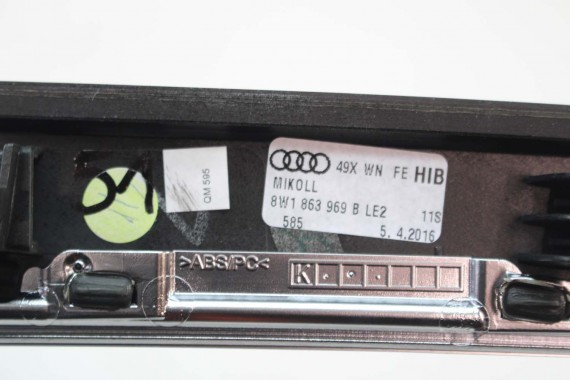 49X WN FE HIB
MIKOLL
8W1 863 969 B LE2 11S
585 5. 4.2016
QM 595
>ABS/PC<
K